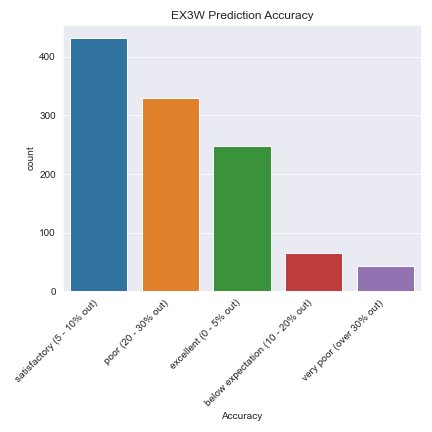 EX3W Prediction Accuracy
400
300
200
100
0
count
satisfactory (5 - 10% out)
poor (20 - 30% out)
excellent (0 - 5% out)
below expectation (10 - 20% out)
very poor (over 30% out)
Accuracy